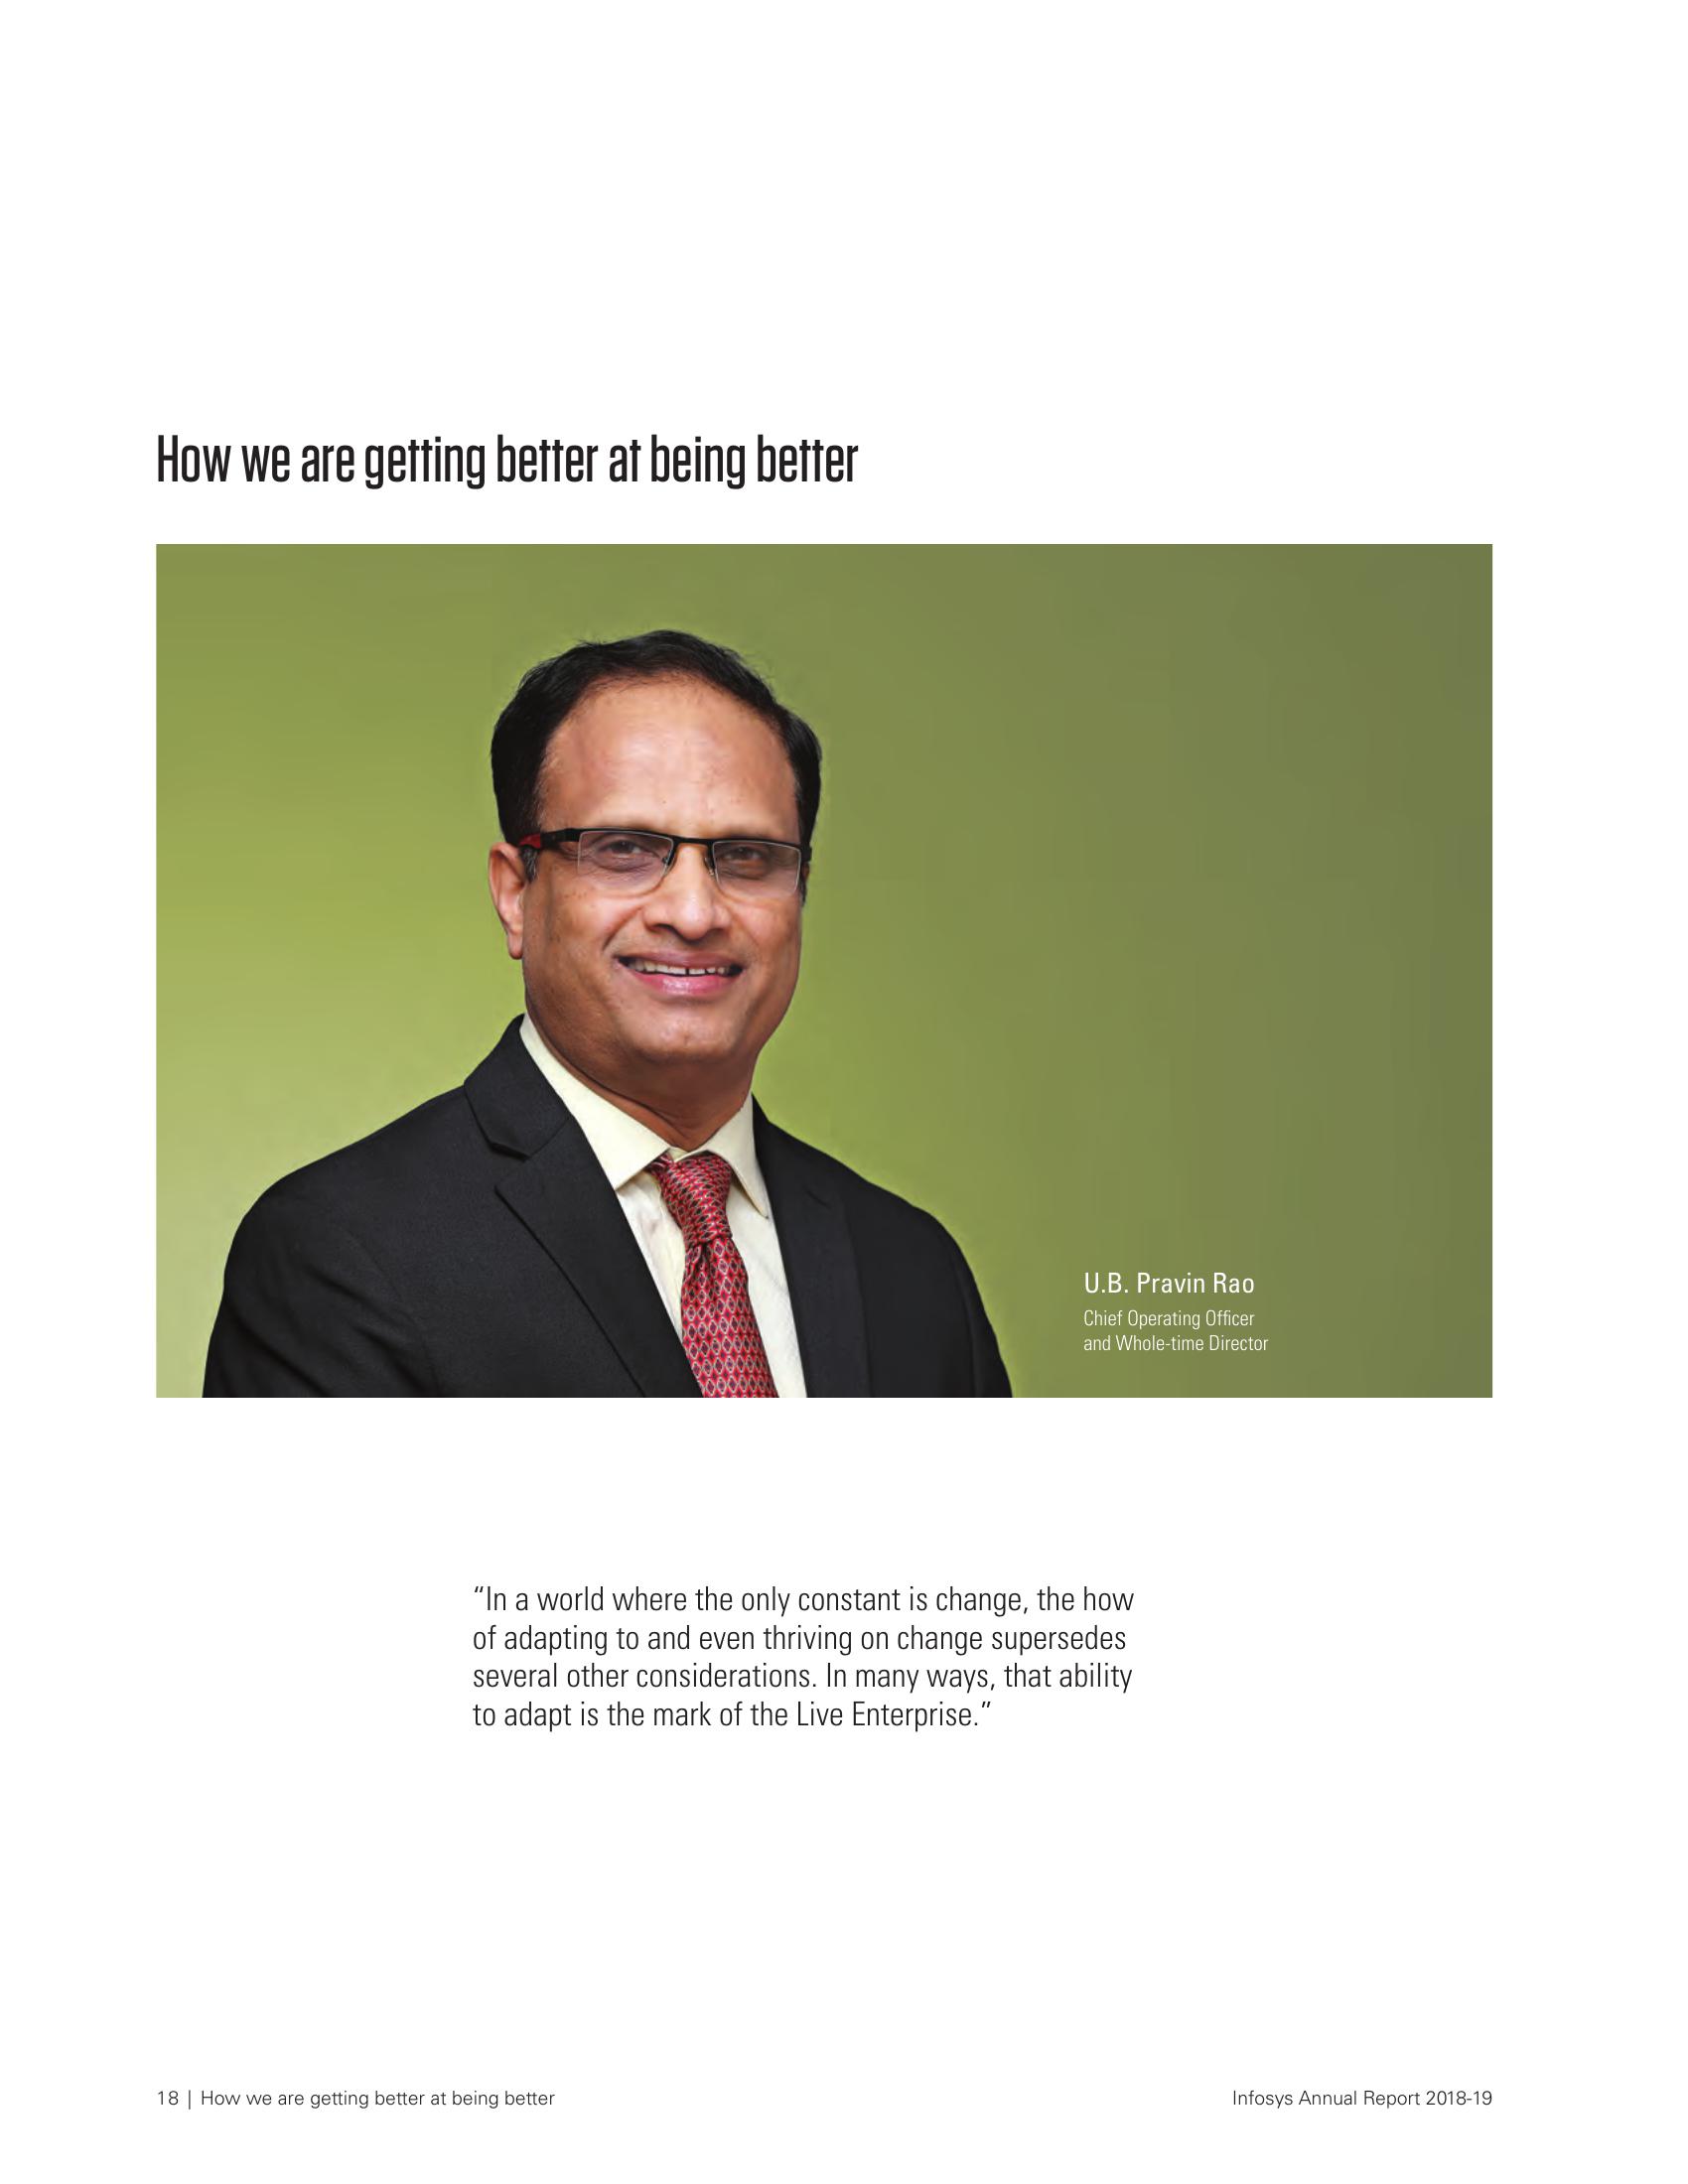 How we are getting better at being better
U.B. Pravin Rao
Chief Operating Officer
and Whole-time Director
“In a world where the only constant is change, the how
of adapting to and even thriving on change supersedes
several other considerations. In many ways, that ability
to adapt is the mark of the Live Enterprise.”
18 | How we are getting better at being better
Infosys Annual Report 2018-19